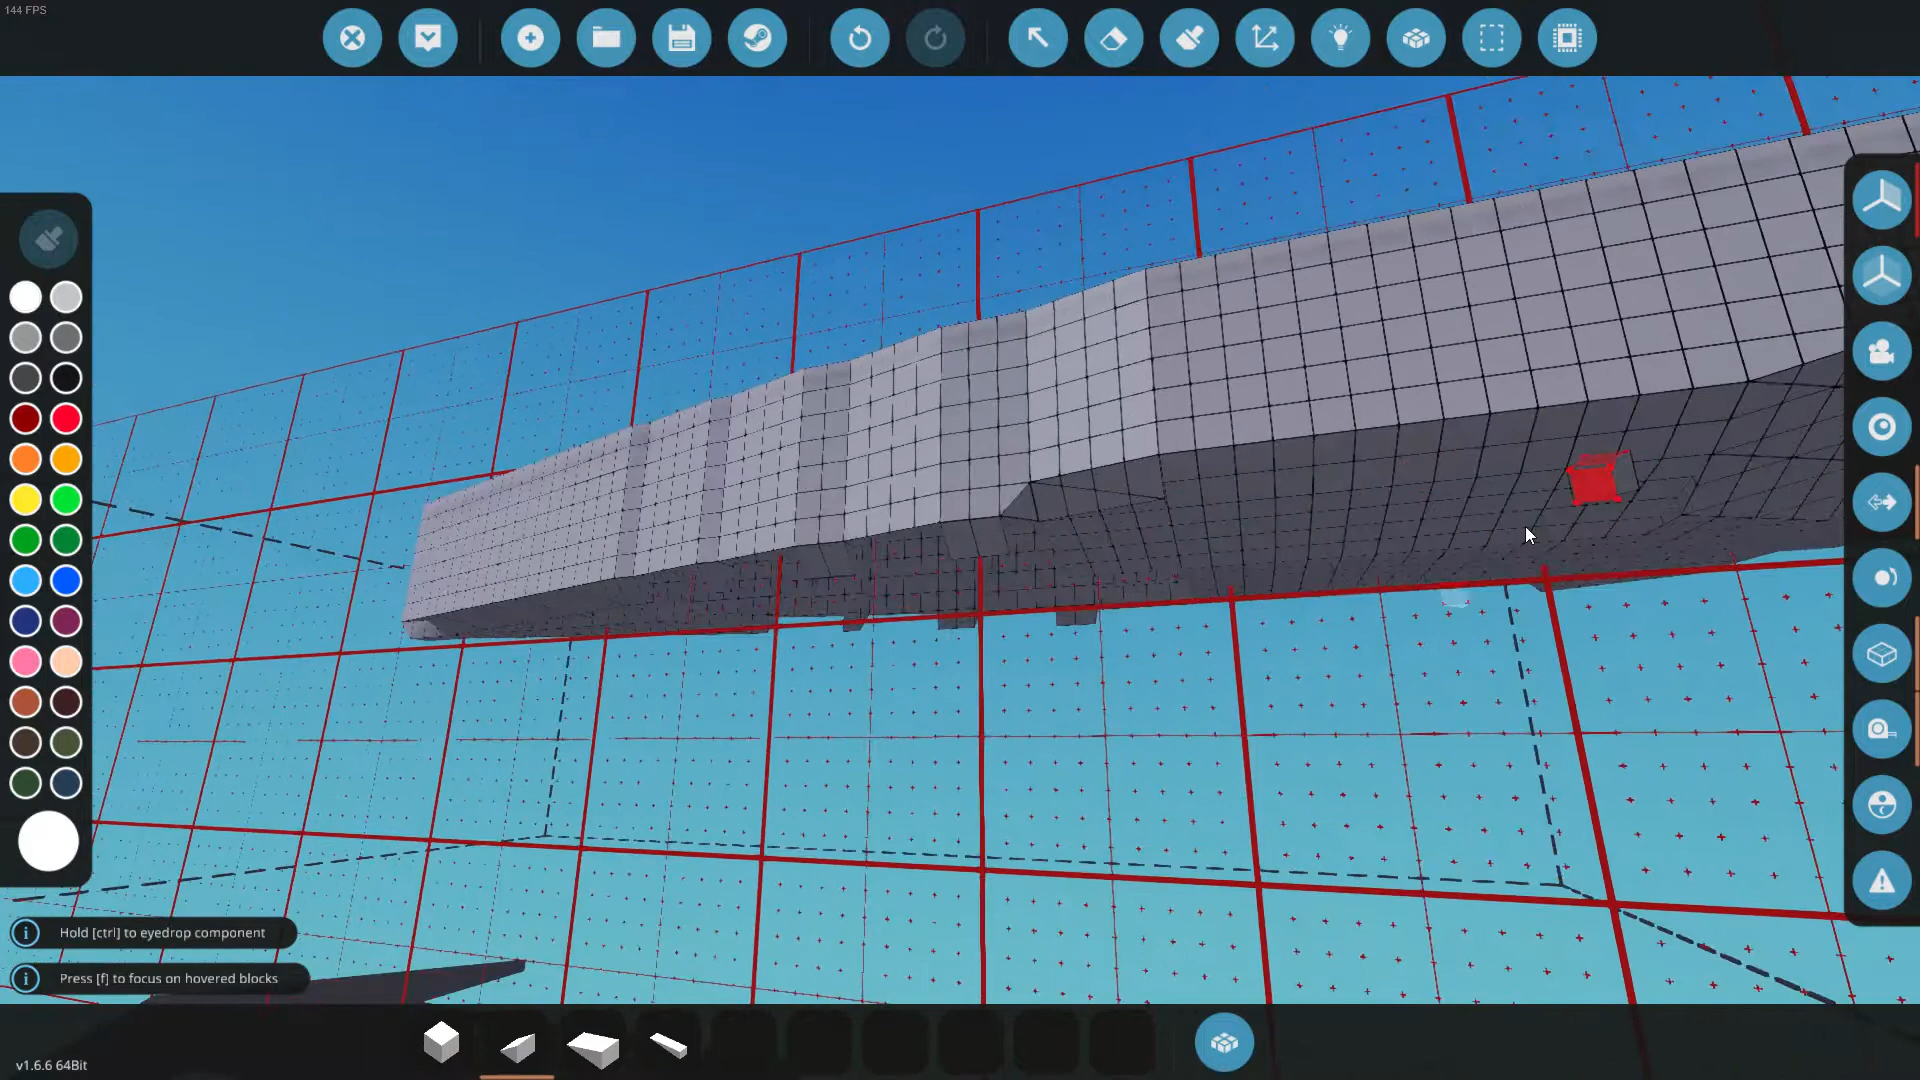 144 FPS
Hold [ctrl] to eyedrop component
Press [f] to focus on hovered blocks
v1.6.6 64Bit